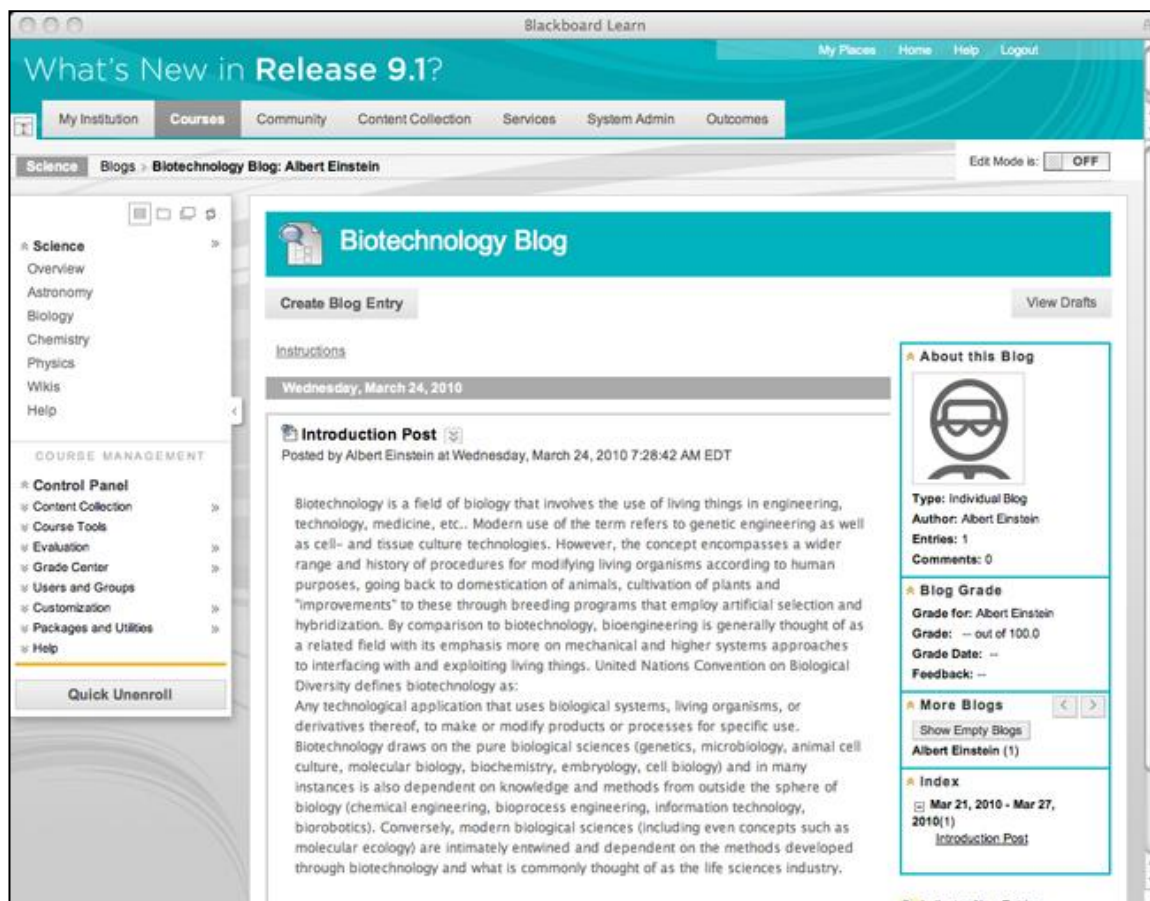 Blackboard Learn
My Places Home Help Logout
What's New in Release 9.1?
My Institution Courses Community Content Collection Services System Admin Outcomes
Science Blogs Biotechnology Blog: Albert Einstein
Edit Mode is: OFF
Science
Overview
Astronomy
Biology
Chemistry
Physics
Wikis
Help
COURSE MANAGEMENT
Control Panel
Content Collection
Course Tools
Evaluation
Grade Center
Users and Groups
Customization
Packages and Utilities
Help
Quick Unenroll
Biotechnology Blog
Create Blog Entry
View Drafts
Instructions
Wednesday, March 24, 2010
Introduction Post
Posted by Albert Einstein at Wednesday, March 24, 2010 7:28:42 AM EDT
Biotechnology is a field of biology that involves the use of living things in engineering,
technology, medicine, etc.. Modern use of the term refers to genetic engineering as well
as cell- and tissue culture technologies. However, the concept encompasses a wider
range and history of procedures for modifying living organisms according to human
purposes, going back to domestication of animals, cultivation of plants and
"improvements" to these through breeding programs that employ artificial selection and
hybridization. By comparison to biotechnology, bioengineering is generally thought of as
a related field with its emphasis more on mechanical and higher systems approaches
to interfacing with and exploiting living things. United Nations Convention on Biological
Diversity defines biotechnology as:
Any technological application that uses biological systems, living organisms, or
derivatives thereof, to make or modify products or processes for specific use.
Biotechnology draws on the pure biological sciences (genetics, microbiology, animal cell
culture, molecular biology, biochemistry, embryology, cell biology) and in many
instances is also dependent on knowledge and methods from outside the sphere of
biology (chemical engineering, bioprocess engineering, information technology,
biorobotics). Conversely, modern biological sciences (including even concepts such as
molecular ecology) are intimately entwined and dependent on the methods developed
through biotechnology and what is commonly thought of as the life sciences industry.
About this Blog
Type: Individual Blog
Author: Albert Einstein
Entries: 1
Comments: 0
Blog Grade
Grade for: Albert Einstein
Grade: -- out of 100.0
Grade Date: --
Feedback: --
More Blogs
Show Empty Blogs
Albert Einstein (1)
Index
Mar 21, 2010 - Mar 27,
2010(1)
Introduction Post